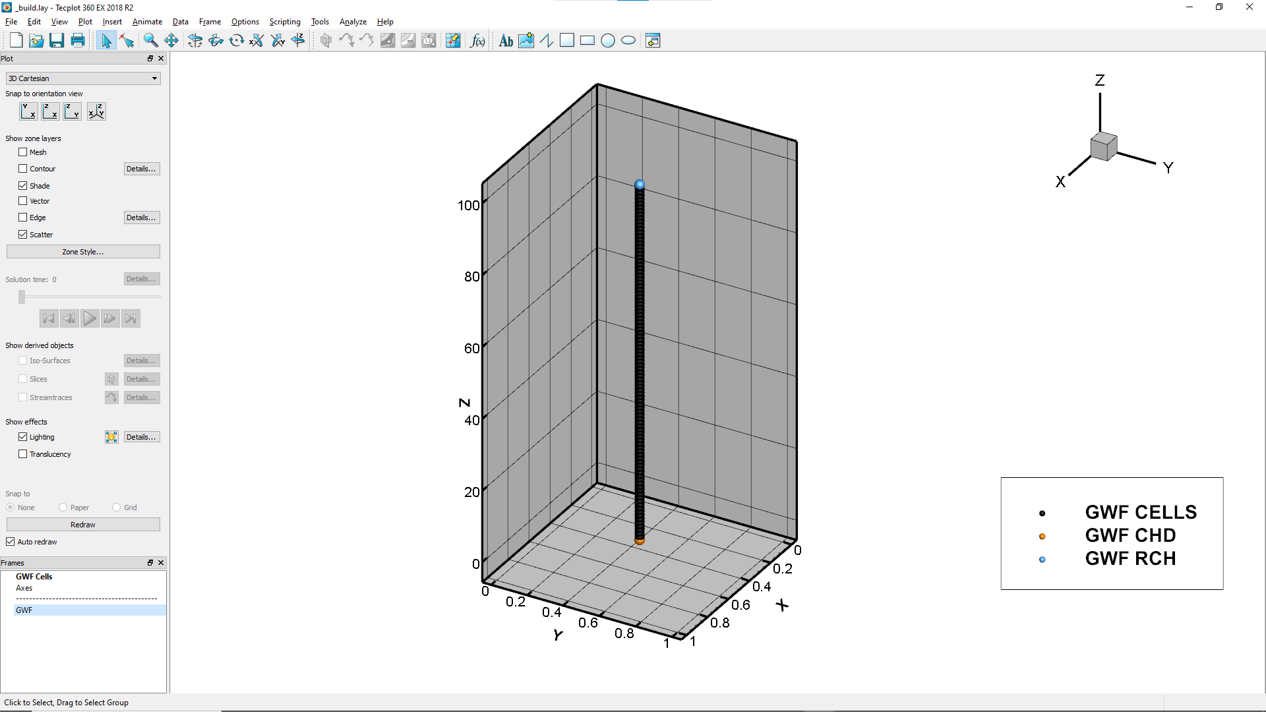 _build.lay - Tecplot 360 EX 2018 R2
File Edit View Plot Insert Animate Data Frame Options Scripting Tools Analyze Help
Plot
3D Cartesian
Snap to orientation view
Show zone layers
Mesh
Contour Details...
Shade
Vector
Edge Details...
Scatter
Zone Style...
Solution time: 0 Details...
Show derived objects
Iso-Surfaces Details...
Slices Details...
Streamtraces Details...
Show effects
Lighting Details...
Translucency
Snap to
None Paper Grid
Redraw
Auto redraw
Frames
GWF Cells
Axes
GWF
Click to Select, Drag to Select Group
Z
Y
X
100
80
60
Z
40
20
0
0 0.2 0.4 0.6 0.8 1
Y
0
0.2
0.4
0.6
0.8
1
X
GWF CELLS
GWF CHD
GWF RCH